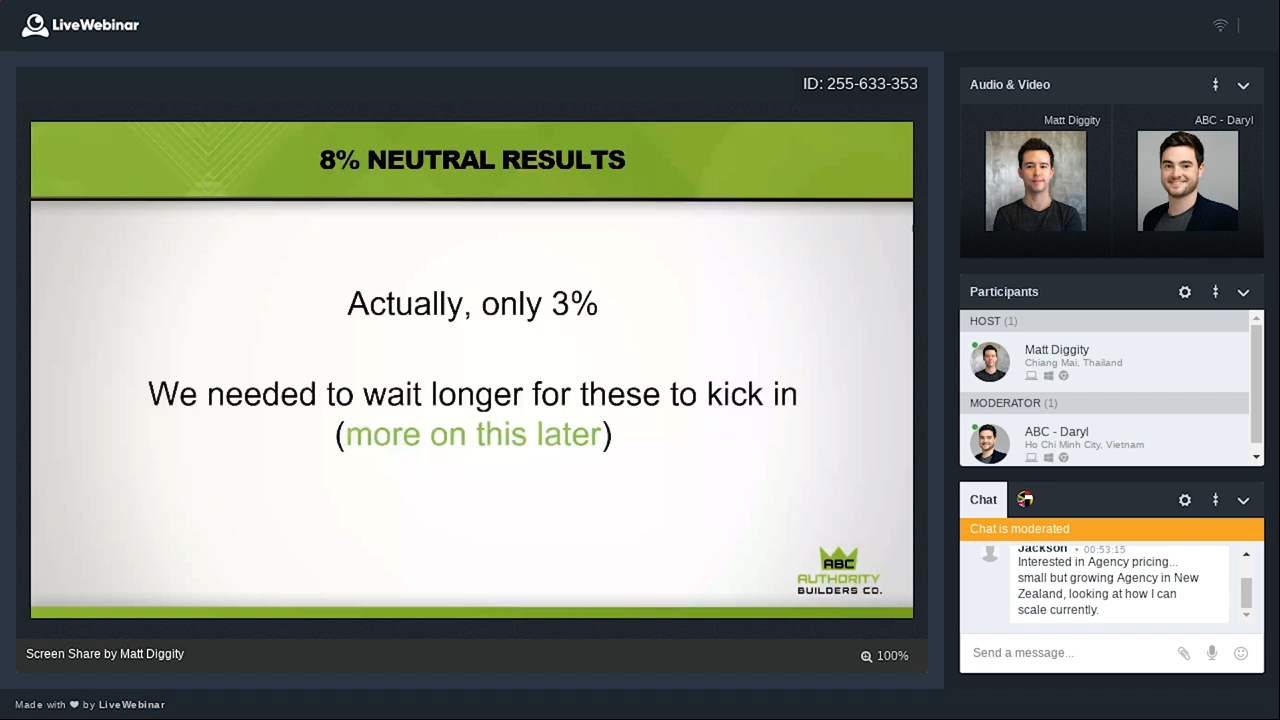 LiveWebinar
ID: 255-633-353
8% NEUTRAL RESULTS
Actually, only 3%
We needed to wait longer for these to kick in
(more on this later)
ABC
AUTHORITY
BUILDERS CO.
Screen Share by Matt Diggity
100%
Audio & Video
Matt Diggity
ABC - Daryl
Participants
HOST (1)
Matt Diggity
Chiang Mai, Thailand
MODERATOR (1)
ABC - Daryl
Ho Chi Minh City, Vietnam
Chat
Chat is moderated
Jackson • 00:53:15
Interested in Agency pricing...
small but growing Agency in New
Zealand, looking at how I can
scale currently.
Send a message...
Made with ❤ by LiveWebinar